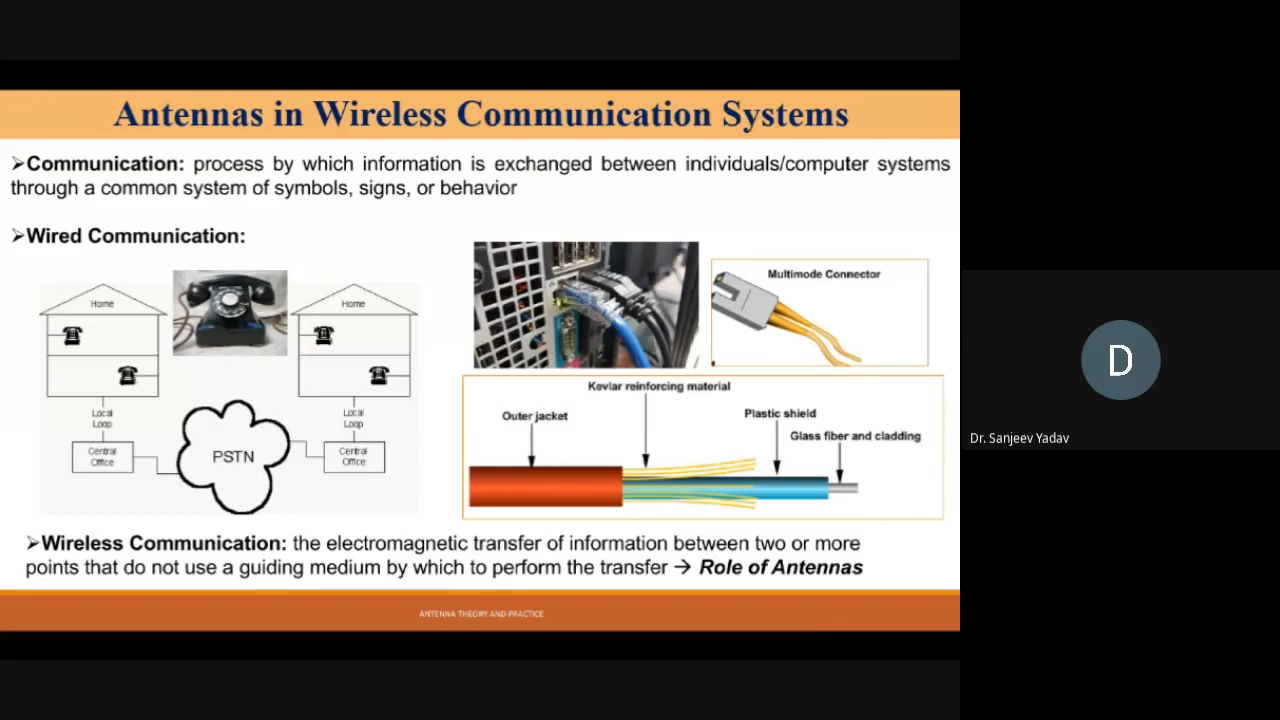 Antennas in Wireless Communication Systems
➢Communication: process by which information is exchanged between individuals/computer systems
through a common system of symbols, signs, or behavior
➢Wired Communication:
Home
Home
Local
Loop
Local
Loop
Central
Office
Central
Office
PSTN
Multimode Connector
Kevlar reinforcing material
Outer jacket
Plastic shield
Glass fiber and cladding
➢Wireless Communication: the electromagnetic transfer of information between two or more
points that do not use a guiding medium by which to perform the transfer → Role of Antennas
ANTENNA THEORY AND PRACTICE
D
Dr. Sanjeev Yadav